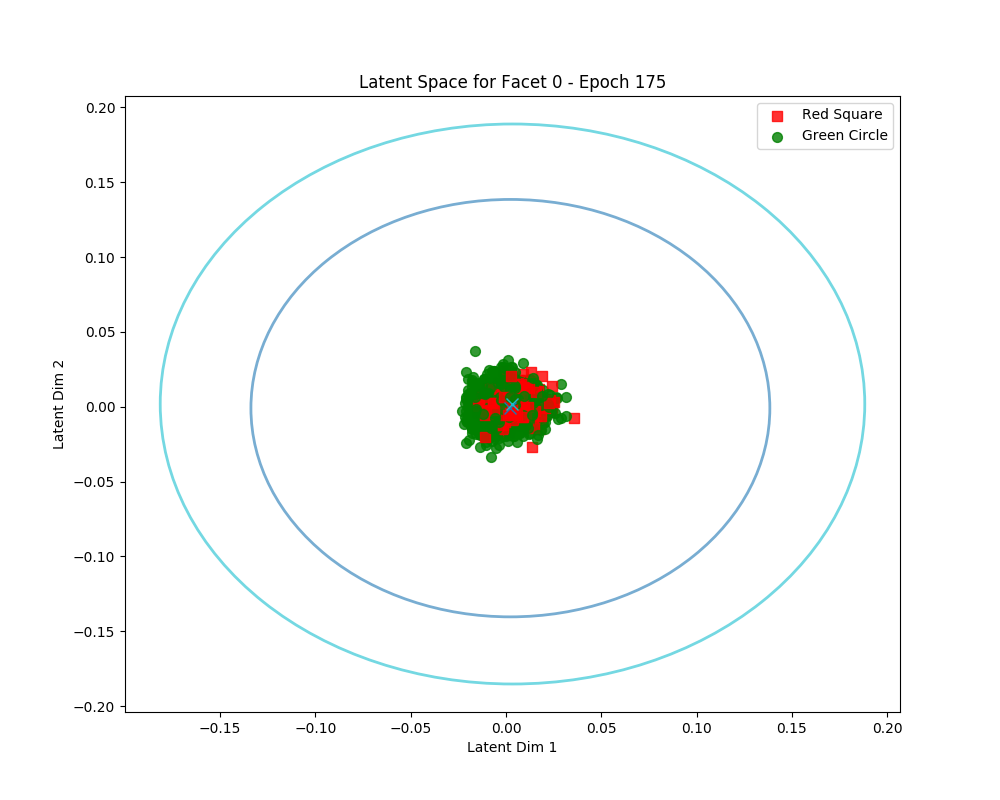 Latent Space for Facet 0 - Epoch 175
Red Square
Green Circle
0.20
0.15
0.10
0.05
0.00
−0.05
−0.10
−0.15
−0.20
Latent Dim 2
−0.15 −0.10 −0.05 0.00 0.05 0.10 0.15 0.20
Latent Dim 1